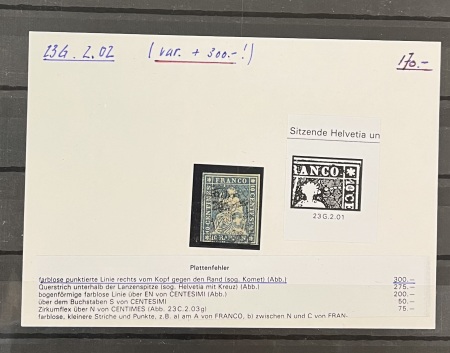 23G. 2.02 (var. + 300.-!) 170.-
Sitzende Helvetia un
ANCO
10 CE
23G.2.01
FRANCO
Plattenfehler
farblose punktierte Linie rechts vom Kopf gegen den Rand (sog. Komet) (Abb.) 300.—
Querstrich unterhalb der Lanzenspitze (sog. Helvetia mit Kreuz) (Abb.) 275.—
bogenförmige farblose Linie über EN von CENTESIMI (Abb.) 200.—
über dem Buchstaben S von CENTESIMI 50.—
Zirkumflex über N von CENTIMES (Abb. 23C.2.03g) 75.—
farblose, kleinere Striche und Punkte, z.B. a) am A von FRANCO, b) zwischen N und C von FRAN-